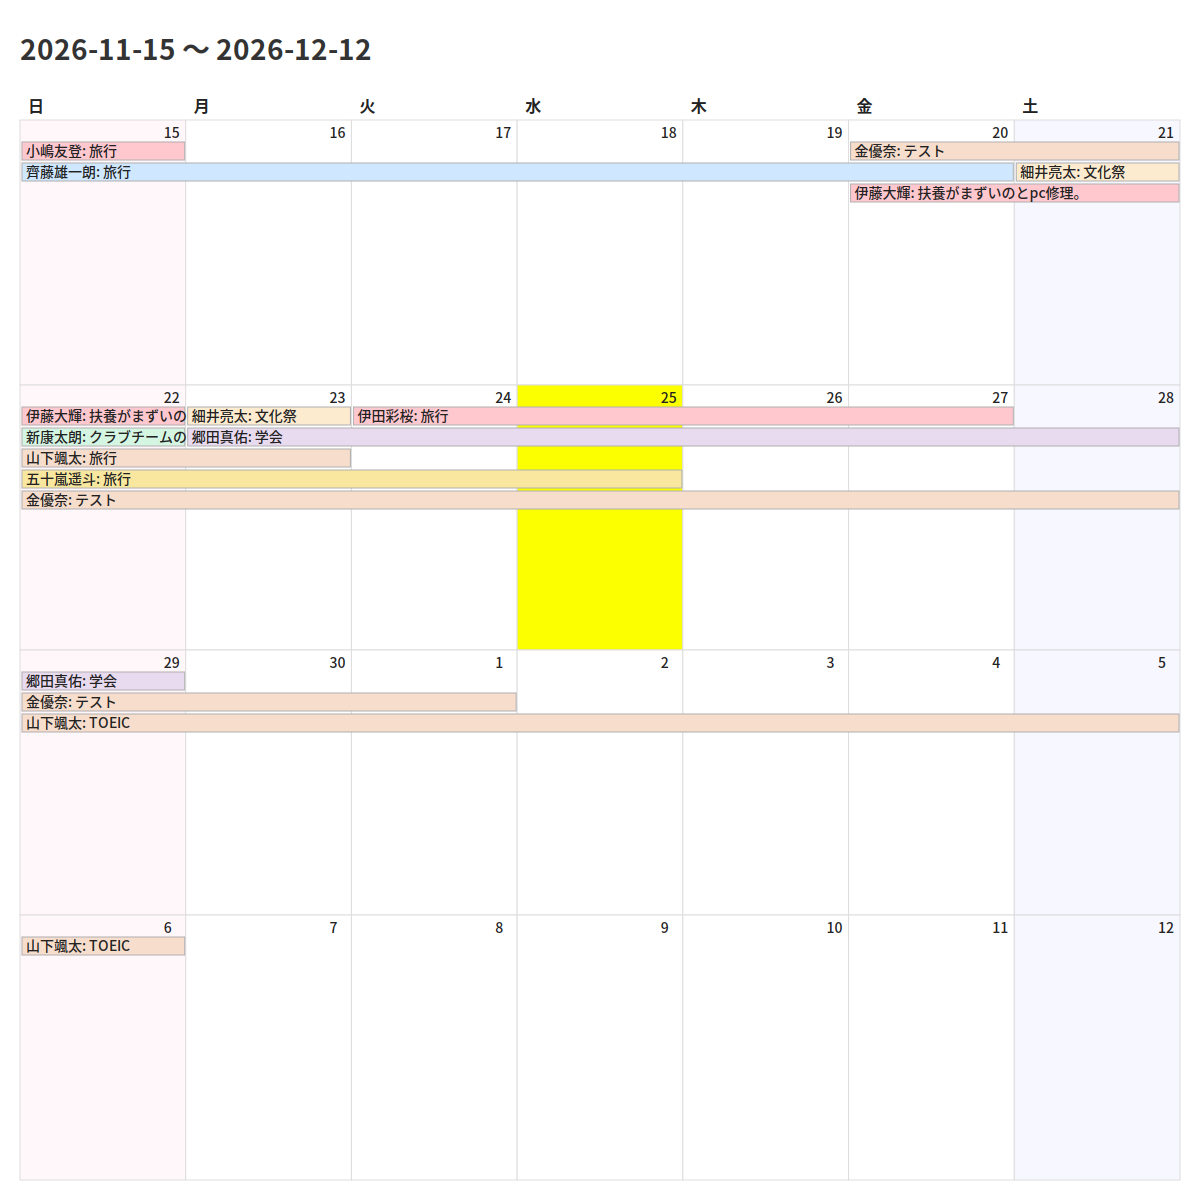 2026-11-15 〜 2026-12-12
日 月 火 水 木 金 土
15 16 17 18 19 20 21
小嶋友登: 旅行 金優奈: テスト
齊藤雄一朗: 旅行 細井亮太: 文化祭
伊藤大輝: 扶養がまずいのとpc修理。
22 23 24 25 26 27 28
伊藤大輝: 扶養がまずいの 細井亮太: 文化祭 伊田彩桜: 旅行
新康太朗: クラブチームの 郷田真佑: 学会
山下颯太: 旅行
五十嵐遥斗: 旅行
金優奈: テスト
29 30 1 2 3 4 5
郷田真佑: 学会
金優奈: テスト
山下颯太: TOEIC
6 7 8 9 10 11 12
山下颯太: TOEIC